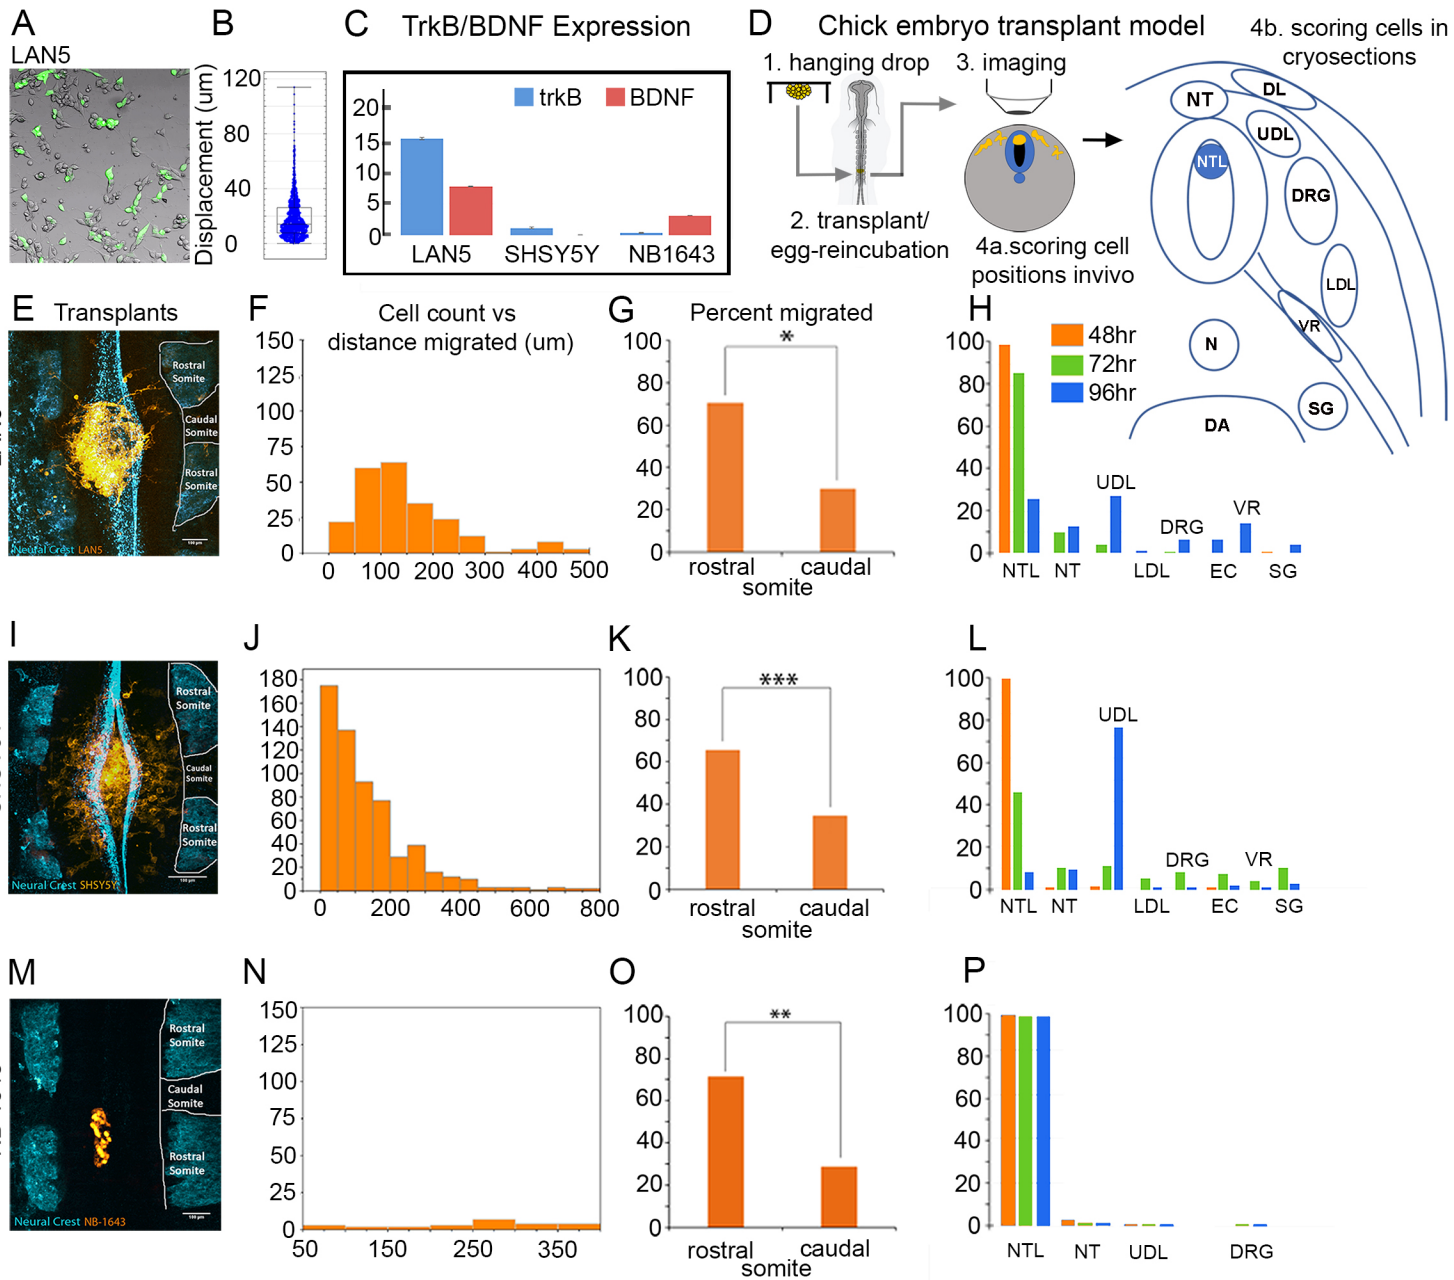 A
LAN5
B
Displacement (um)
120
80
40
0
C
TrkB/BDNF Expression
trkB
BDNF
20
15
10
5
0
LAN5
SHSY5Y
NB1643
D
Chick embryo transplant model
1. hanging drop
3. imaging
2. transplant/
egg-reincubation
4a.scoring cell
positions invivo
4b. scoring cells in
cryosections
NT
DL
UDL
NTL
DRG
LDL
VR
N
SG
DA
E
Transplants
Rostral
Somite
Caudal
Somite
Rostral
Somite
Neural Crest LAN5
100 µm
F
Cell count vs
distance migrated (um)
150
125
100
75
50
25
0
0 100 200 300 400 500
G
Percent migrated
*
100
80
60
40
20
0
rostral caudal
somite
H
48hr
72hr
96hr
100
80
60
40
20
0
UDL
DRG
VR
NTL NT LDL EC SG
I
Rostral
Somite
Caudal
Somite
Rostral
Somite
Neural Crest SHSY5Y
100 µm
J
180
160
140
120
100
80
60
40
20
0
0 200 400 600 800
K
***
100
80
60
40
20
0
rostral caudal
somite
L
100
80
60
40
20
0
UDL
DRG
VR
NTL NT LDL EC SG
M
Rostral
Somite
Caudal
Somite
Rostral
Somite
Neural Crest NB-1643
100 µm
N
150
125
100
75
50
25
0
50 150 250 350
O
**
100
80
60
40
20
0
rostral caudal
somite
P
100
80
60
40
20
0
NTL NT UDL DRG